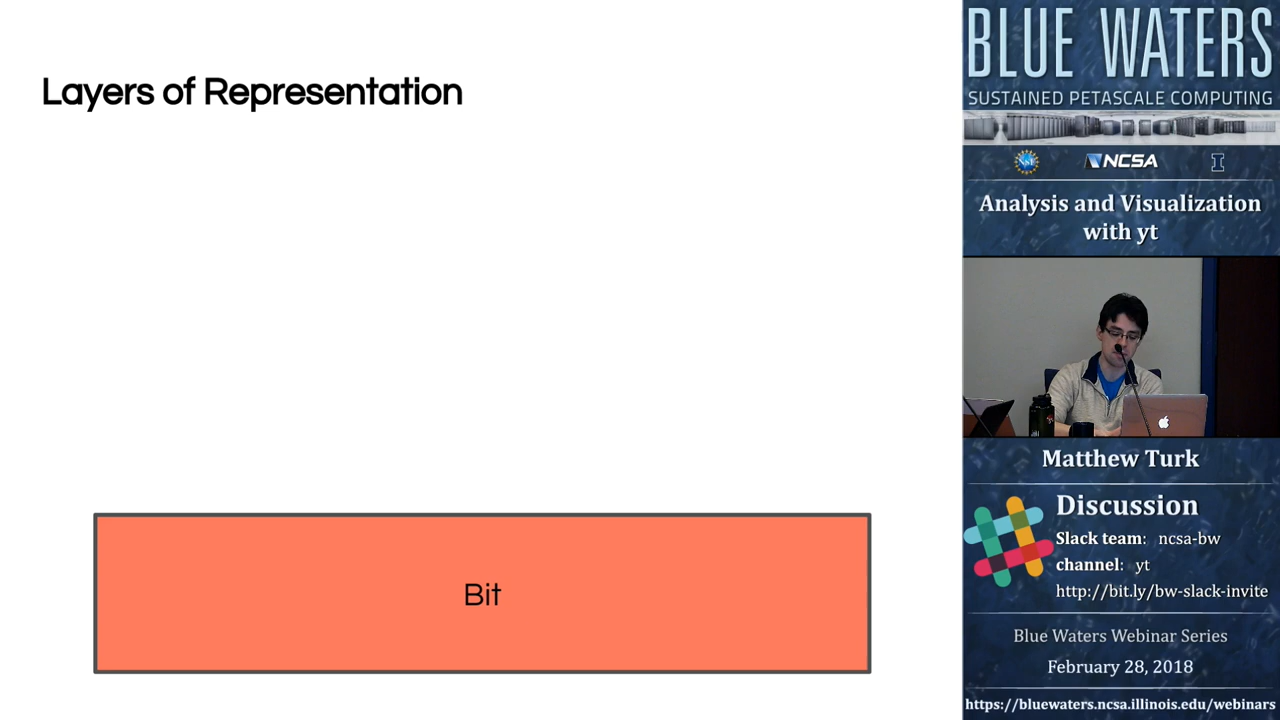 Layers of Representation
Bit
BLUE WATERS
SUSTAINED PETASCALE COMPUTING
NSF
NCSA
I
Analysis and Visualization
with yt
Matthew Turk
Discussion
Slack team: ncsa-bw
channel: yt
http://bit.ly/bw-slack-invite
Blue Waters Webinar Series
February 28, 2018
https://bluewaters.ncsa.illinois.edu/webinars